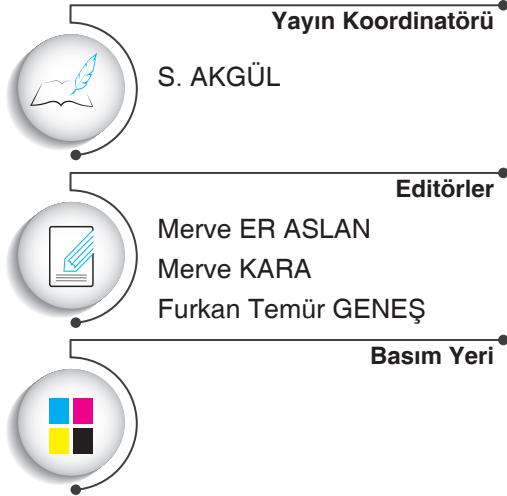 Yayın Koordinatörü
S. AKGÜL
Editörler
Merve ER ASLAN
Merve KARA
Furkan Temür GENEŞ
Basım Yeri